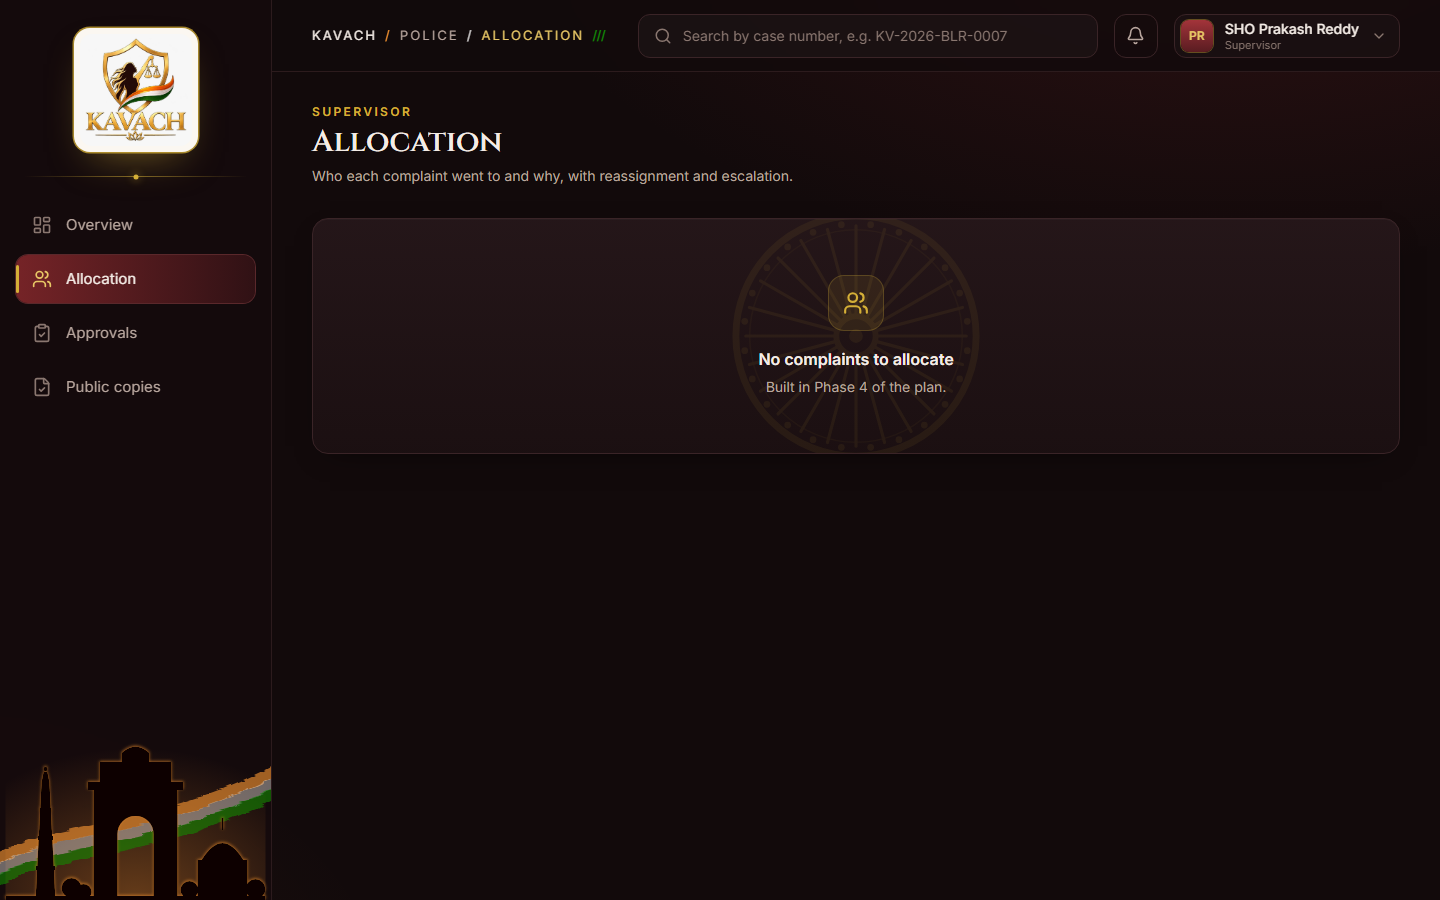 KAVACH
Overview
Allocation
Approvals
Public copies
KAVACH / POLICE / ALLOCATION ///
Search by case number, e.g. KV-2026-BLR-0007
PR
SHO Prakash Reddy
Supervisor
SUPERVISOR
ALLOCATION
Who each complaint went to and why, with reassignment and escalation.
No complaints to allocate
Built in Phase 4 of the plan.